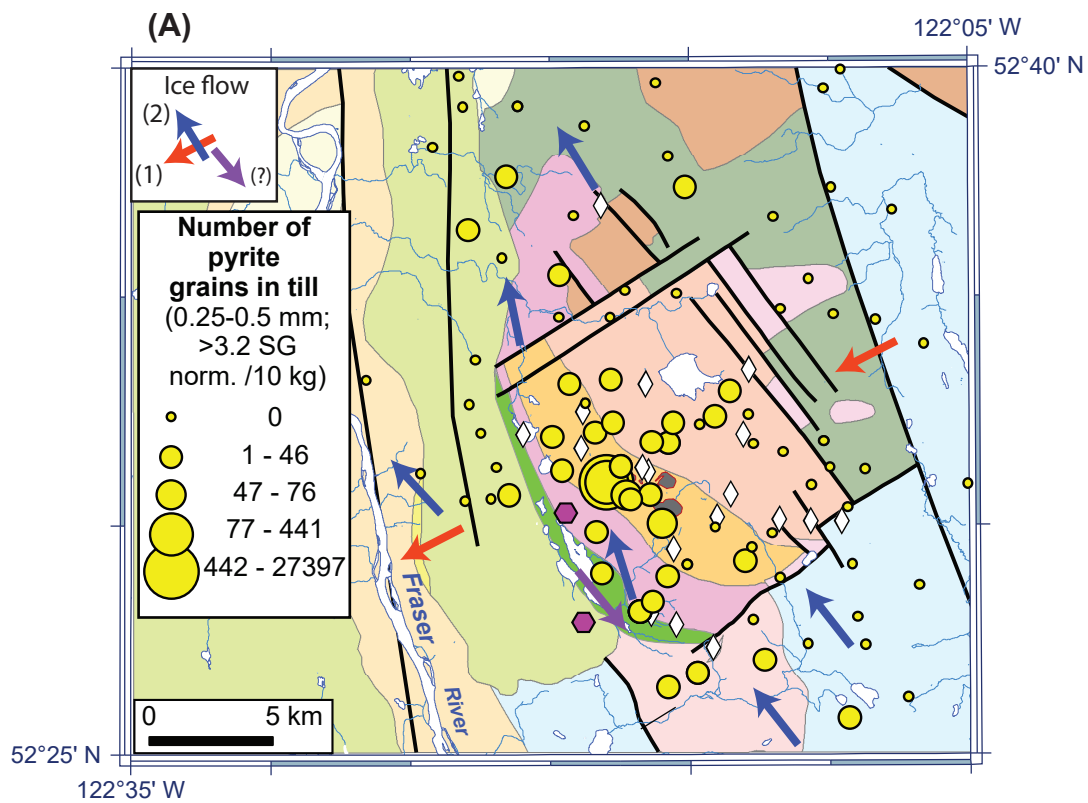 (A)
122°05' W
52°40' N
Ice flow
(2)
(1)
(?)
Number of
pyrite
grains in till
(0.25-0.5 mm;
>3.2 SG
norm. /10 kg)
0
1 - 46
47 - 76
77 - 441
442 - 27397
Fraser
River
0 5 km
52°25' N
122°35' W